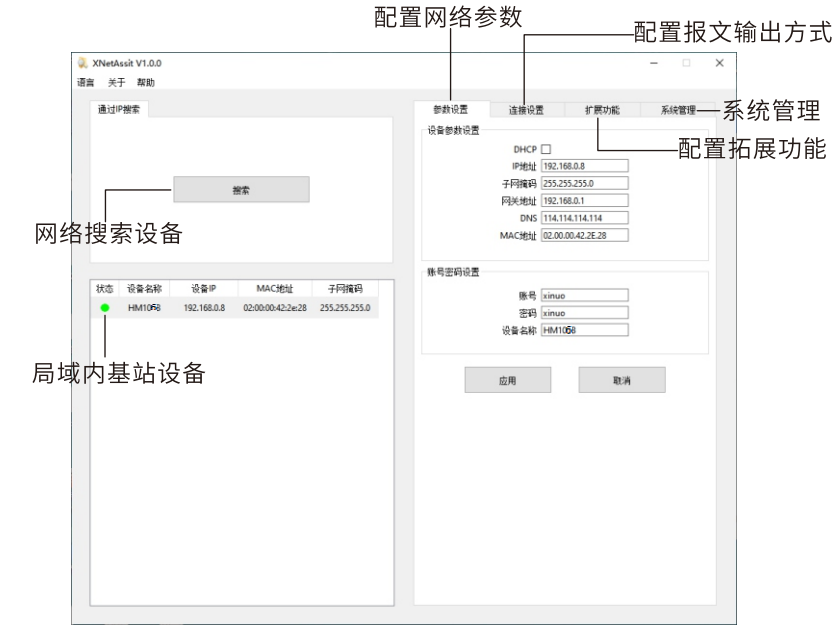 配置网络参数
配置报文输出方式
XNetAssit V1.0.0
语言 关于 帮助
通过IP搜索
参数设置 连接设置 扩展功能 系统管理
系统管理
配置拓展功能
设备参数设置
DHCP
IP地址 192.168.0.8
子网掩码 255.255.255.0
网关地址 192.168.0.1
DNS 114.114.114.114
MAC地址 02.00.00.42.2E.28
搜索
网络搜索设备
账号密码设置
账号 xinuo
密码 xinuo
设备名称
应用 取消
状态 设备名称 设备IP MAC地址 子网掩码
192.168.0.8 02:00:00:42:2e:28 255.255.255.0
局域内基站设备